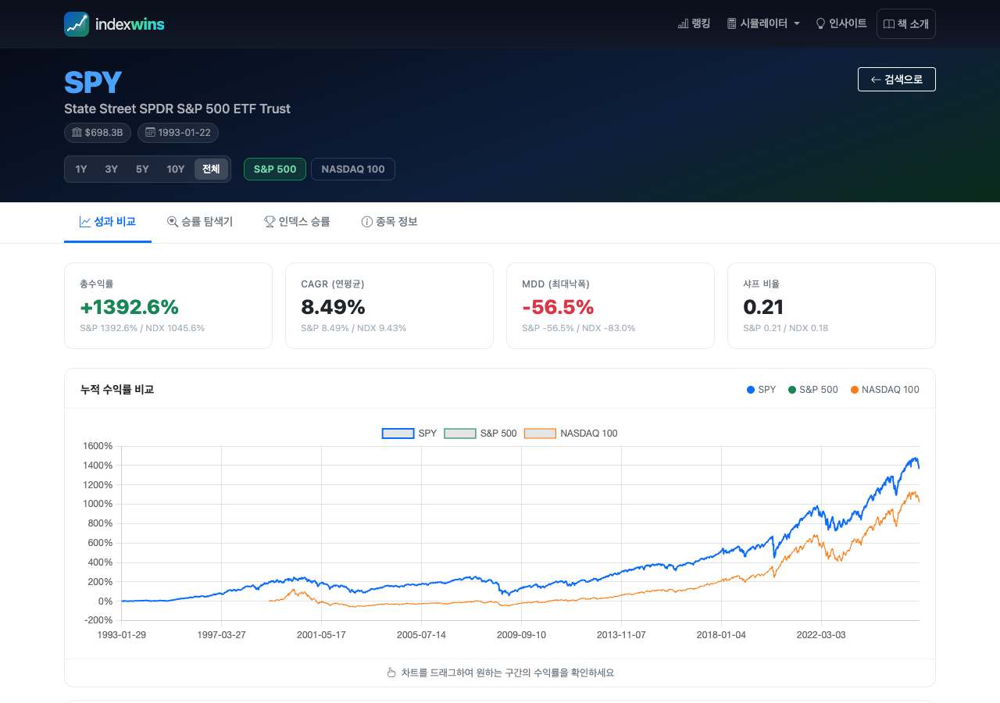 indexwins
랭킹
시뮬레이터
인사이트
책 소개
SPY
← 검색으로
State Street SPDR S&P 500 ETF Trust
$698.3B
1993-01-22
1Y 3Y 5Y 10Y 전체
S&P 500
NASDAQ 100
성과 비교
승률 탐색기
인덱스 승률
종목 정보
총수익률
+1392.6%
S&P 1392.6% / NDX 1045.6%
CAGR (연평균)
8.49%
S&P 8.49% / NDX 9.43%
MDD (최대낙폭)
-56.5%
S&P -56.5% / NDX -83.0%
샤프 비율
0.21
S&P 0.21 / NDX 0.18
누적 수익률 비교
SPY S&P 500 NASDAQ 100
SPY S&P 500 NASDAQ 100
1600%
1400%
1200%
1000%
800%
600%
400%
200%
0%
-200%
1993-01-29 1997-03-27 2001-05-17 2005-07-14 2009-09-10 2013-11-07 2018-01-04 2022-03-03
차트를 드래그하여 원하는 구간의 수익률을 확인하세요